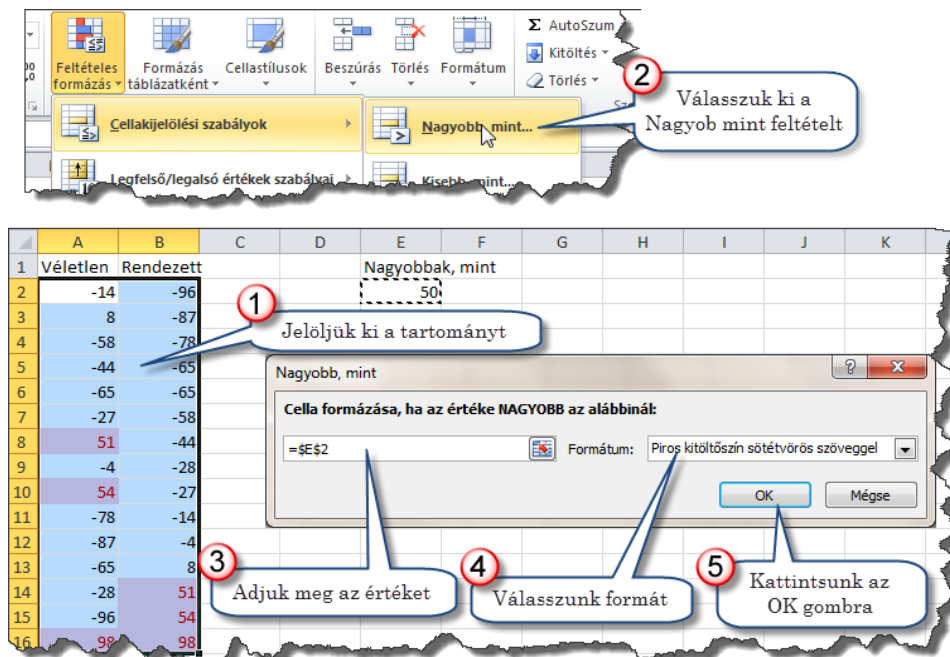 Σ AutoSzum
Kitöltés
Törlés
Feltételes formázás
Formázás táblázatként
Cellastílusok
Beszúrás
Törlés
Formátum
2
Válasszuk ki a
Nagyob mint feltételt
Cellakijelölési szabályok
Nagyobb, mint...
Legfelső/legalsó értékek szabályai
Kisebb, mint...
A B C D E F G H I J K
1 Véletlen Rendezett Nagyobbak, mint
2 -14 -96 50
3 8 -87
4 -58 -78
5 -44 -65
6 -65 -65
7 -27 -58
8 51 -44
9 -4 -28
10 54 -27
11 -78 -14
12 -87 -4
13 -65 8
14 -28 51
15 -96 54
16 98 98
1
Jelöljük ki a tartományt
Nagyobb, mint
?
X
Cella formázása, ha az értéke NAGYOBB az alábbinál:
=$E$2
Formátum:
Piros kitöltőszín sötétvörös szöveggel
OK
Mégse
3
Adjuk meg az értéket
4
Válasszunk formát
5
Kattintsunk az
OK gombra